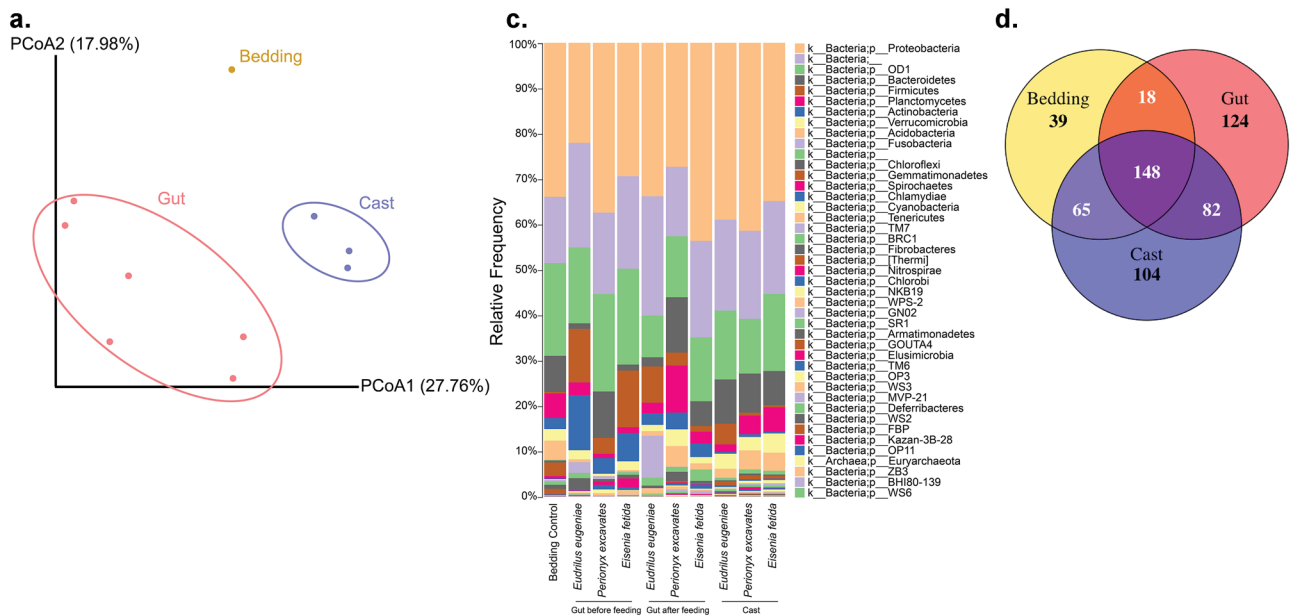 a.
PCoA2 (17.98%)
Bedding
Gut
Cast
PCoA1 (27.76%)
c.
Relative Frequency
100%
90%
80%
70%
60%
50%
40%
30%
20%
10%
0%
Bedding Control
Eudrilus eugeniae
Perionyx excavates
Eisenia fetida
Eudrilus eugeniae
Perionyx excavates
Eisenia fetida
Eudrilus eugeniae
Perionyx excavates
Eisenia fetida
Gut before feeding
Gut after feeding
Cast
k__Bacteria;p__Proteobacteria
k__Bacteria;__
k__Bacteria;p__OD1
k__Bacteria;p__Bacteroidetes
k__Bacteria;p__Firmicutes
k__Bacteria;p__Planctomycetes
k__Bacteria;p__Actinobacteria
k__Bacteria;p__Verrucomicrobia
k__Bacteria;p__Acidobacteria
k__Bacteria;p__Fusobacteria
k__Bacteria;p__
k__Bacteria;p__Chloroflexi
k__Bacteria;p__Gemmatimonadetes
k__Bacteria;p__Spirochaetes
k__Bacteria;p__Chlamydiae
k__Bacteria;p__Cyanobacteria
k__Bacteria;p__Tenericutes
k__Bacteria;p__TM7
k__Bacteria;p__BRC1
k__Bacteria;p__Fibrobacteres
k__Bacteria;p__[Thermi]
k__Bacteria;p__Nitrospirae
k__Bacteria;p__Chlorobi
k__Bacteria;p__NKB19
k__Bacteria;p__WPS-2
k__Bacteria;p__GN02
k__Bacteria;p__SR1
k__Bacteria;p__Armatimonadetes
k__Bacteria;p__GOUTA4
k__Bacteria;p__Elusimicrobia
k__Bacteria;p__TM6
k__Bacteria;p__OP3
k__Bacteria;p__WS3
k__Bacteria;p__MVP-21
k__Bacteria;p__Deferribacteres
k__Bacteria;p__WS2
k__Bacteria;p__FBP
k__Bacteria;p__Kazan-3B-28
k__Bacteria;p__OP11
k__Archaea;p__Euryarchaeota
k__Bacteria;p__ZB3
k__Bacteria;p__BHI80-139
k__Bacteria;p__WS6
d.
Bedding
39
18
Gut
124
148
65
82
Cast
104